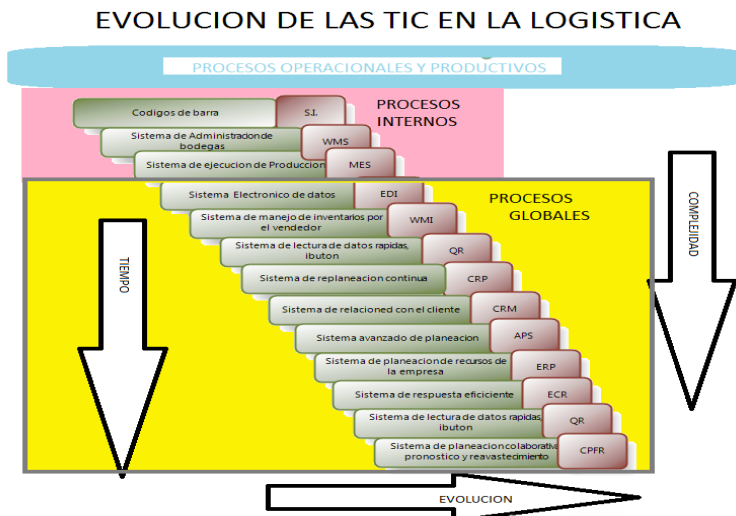 EVOLUCION DE LAS TIC EN LA LOGISTICA
PROCESOS OPERACIONALES Y PRODUCTIVOS
PROCESOS
INTERNOS
Codigos de barra
S.I.
Sistema de Administracion de
bodegas
WMS
Sistema de ejecucion de Produccion
MES
Sistema Electronico de datos
EDI
PROCESOS
GLOBALES
Sistema de manejo de inventarios por
el vendedor
WMI
Sistema de lectura de datos rapidas,
ibuton
QR
Sistema de replaneacion continua
CRP
Sistema de relacioned con el cliente
CRM
Sistema avanzado de planeacion
APS
Sistema de planeacion de recursos de
la empresa
ERP
Sistema de respuesta eficiciente
ECR
Sistema de lectura de datos rapidas,
ibuton
QR
Sistema de planeacion colaborativa,
pronostico y reavastecimiento
CPFR
TIEMPO
COMPLEJIDAD
EVOLUCION